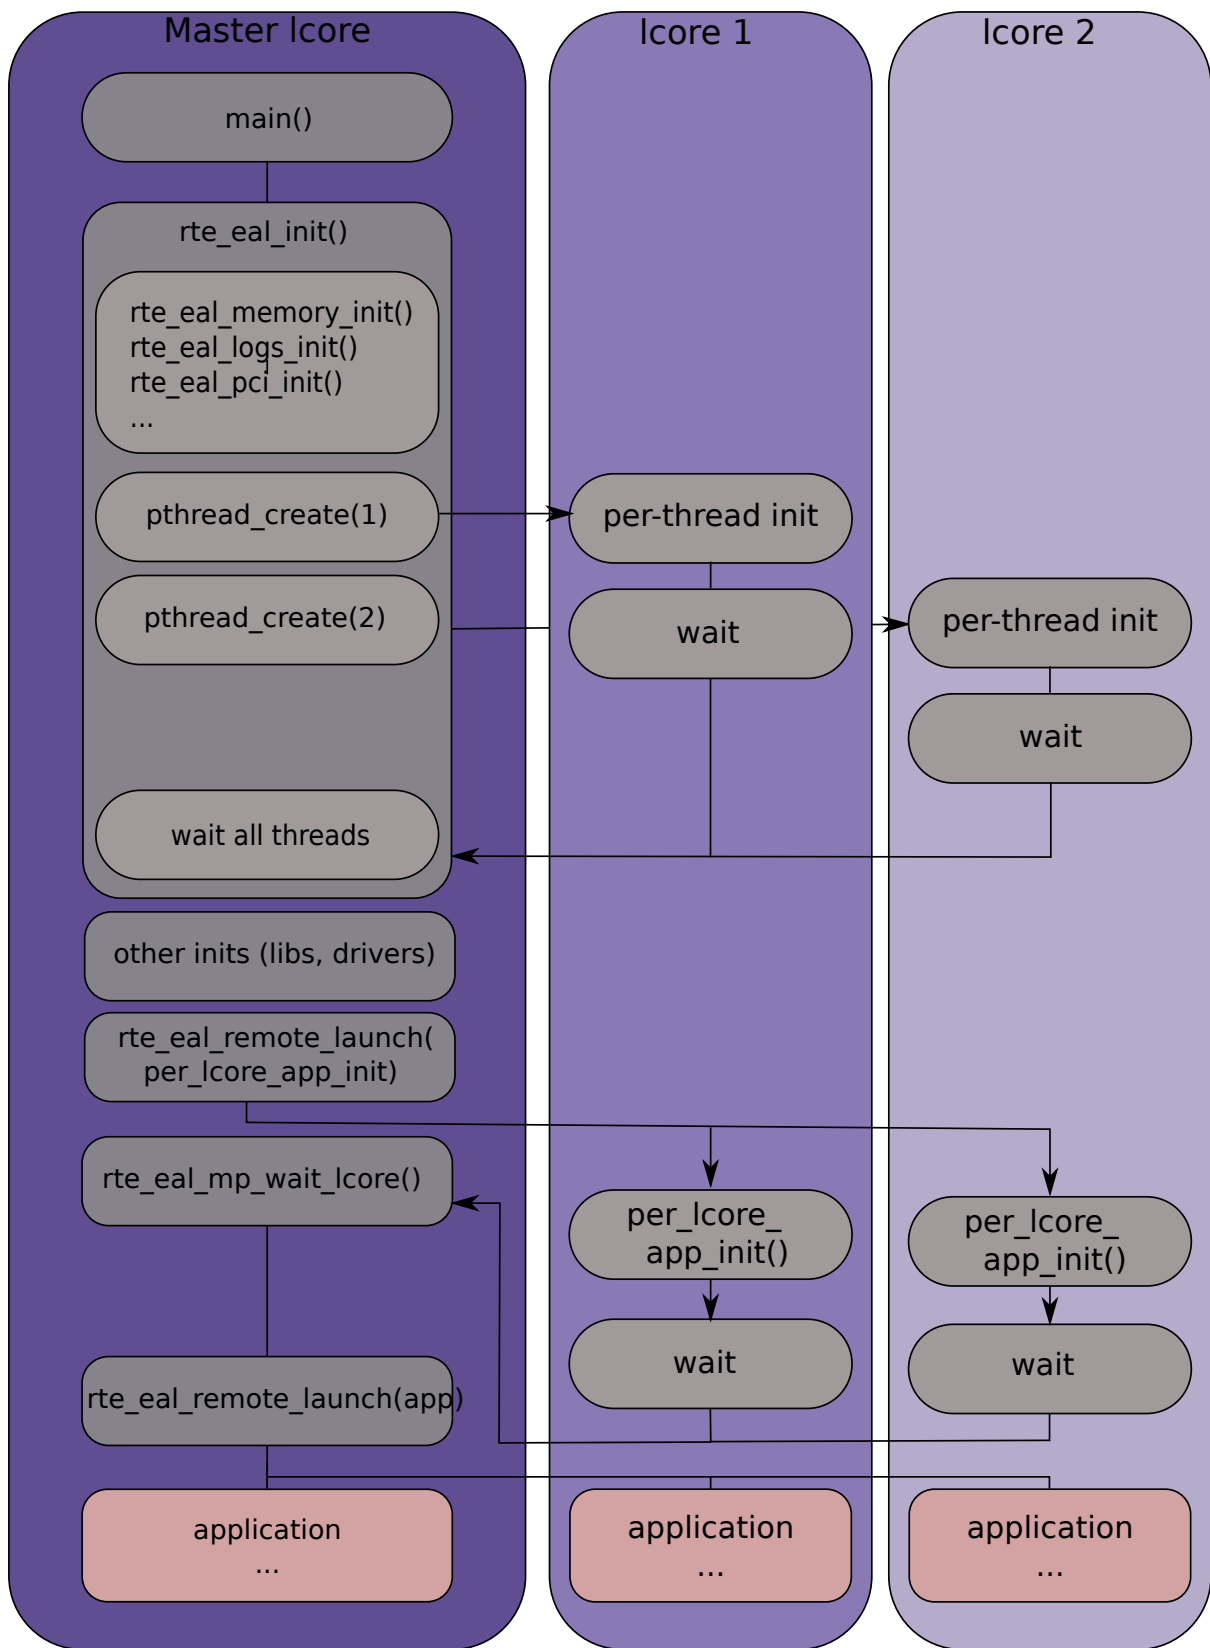 Master lcore
main()
rte_eal_init()
rte_eal_memory_init()
rte_eal_logs_init()
rte_eal_pci_init()
...
pthread_create(1)
pthread_create(2)
wait all threads
other inits (libs, drivers)
rte_eal_remote_launch(
per_lcore_app_init)
rte_eal_mp_wait_lcore()
rte_eal_remote_launch(app)
application
...
lcore 1
per-thread init
wait
per_lcore_
app_init()
wait
application
...
lcore 2
per-thread init
wait
per_lcore_
app_init()
wait
application
...